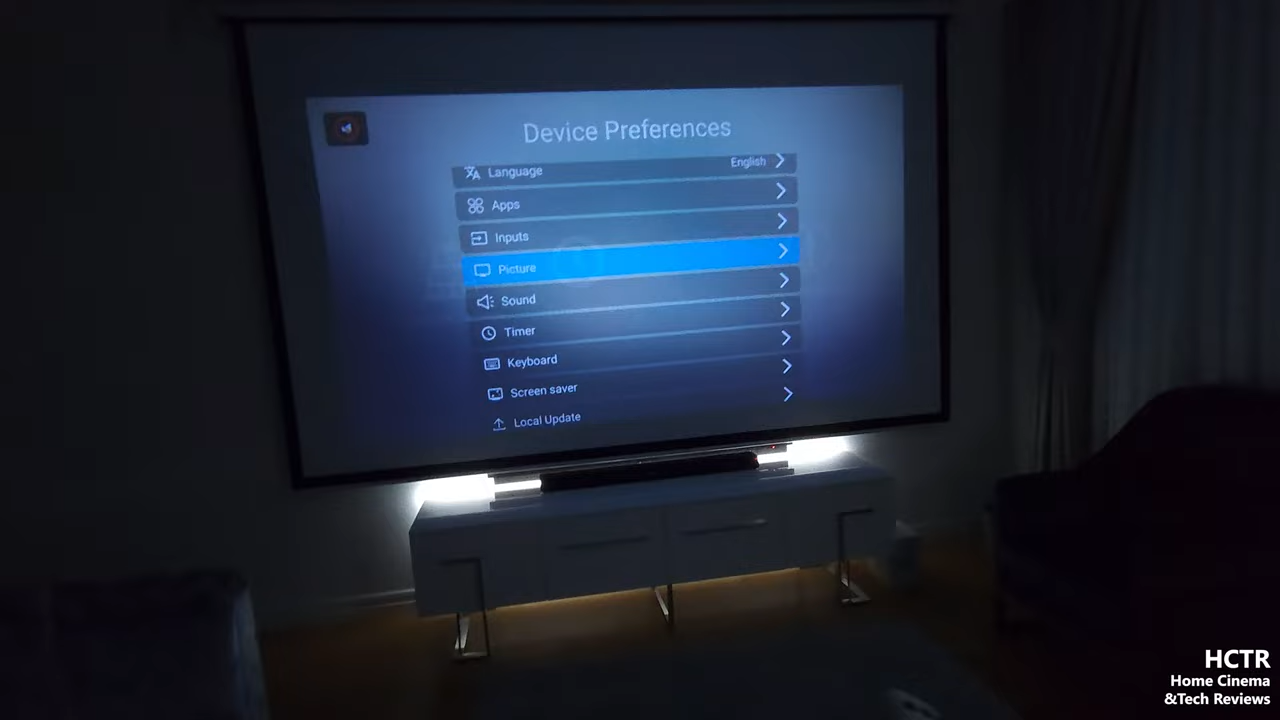 Device Preferences
Language English
Apps
Inputs
Picture
Sound
Timer
Keyboard
Screen saver
Local Update
HCTR
Home Cinema
&Tech Reviews